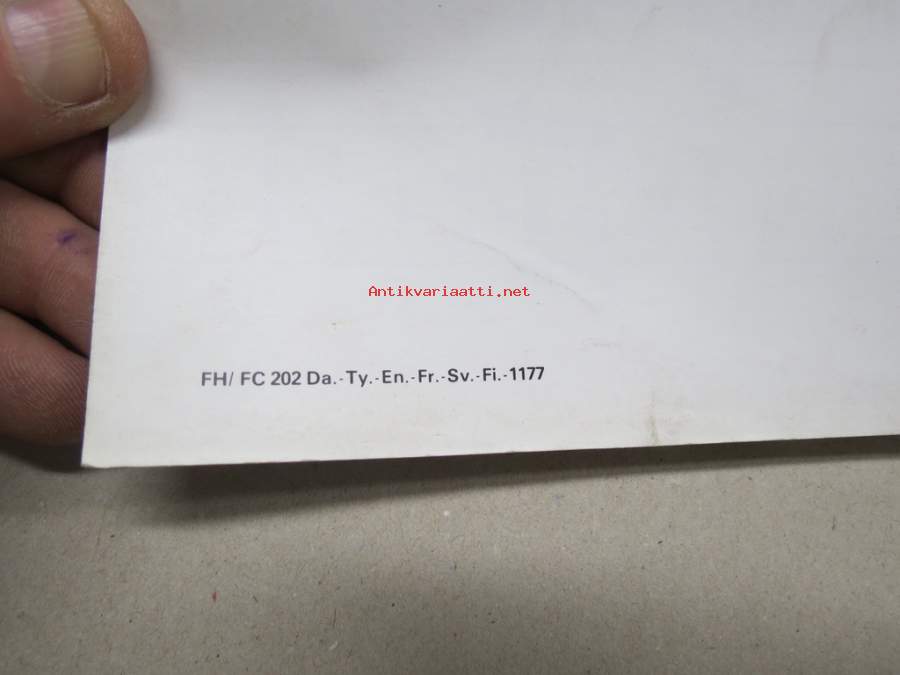 Antikvariaatti.net
FH/ FC 202 Da.-Ty.-En.-Fr.-Sv.-Fi.-1177